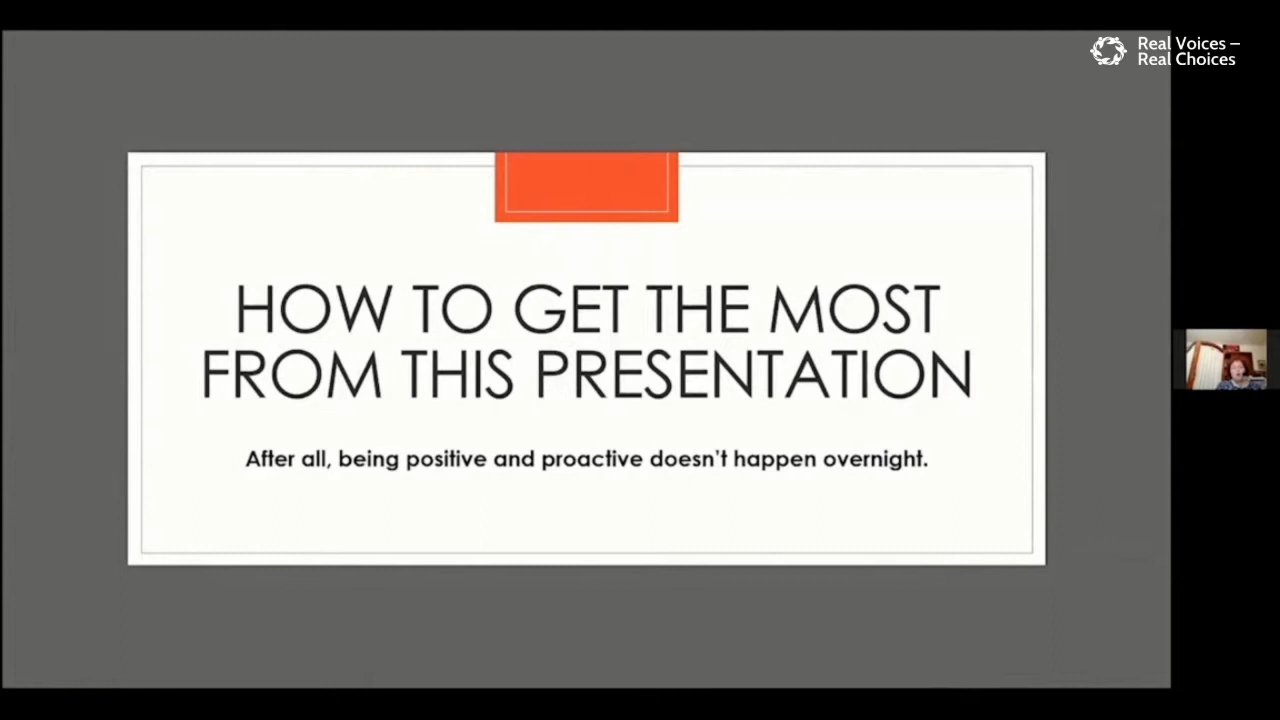 Real Voices –
Real Choices
HOW TO GET THE MOST
FROM THIS PRESENTATION
After all, being positive and proactive doesn't happen overnight.